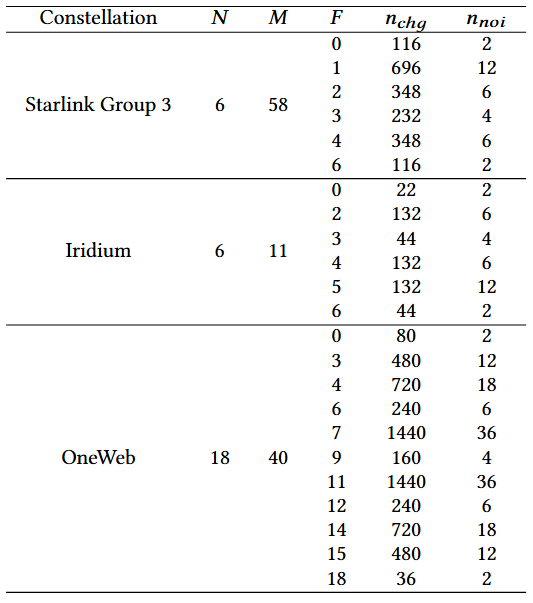 Constellation N M F n_chg n_noi
0 116 2
1 696 12
2 348 6
Starlink Group 3 6 58 3 232 4
4 348 6
6 116 2
0 22 2
2 132 6
Iridium 6 11 3 44 4
4 132 6
5 132 12
6 44 2
0 80 2
3 480 12
4 720 18
6 240 6
7 1440 36
OneWeb 18 40 9 160 4
11 1440 36
12 240 6
14 720 18
15 480 12
18 36 2